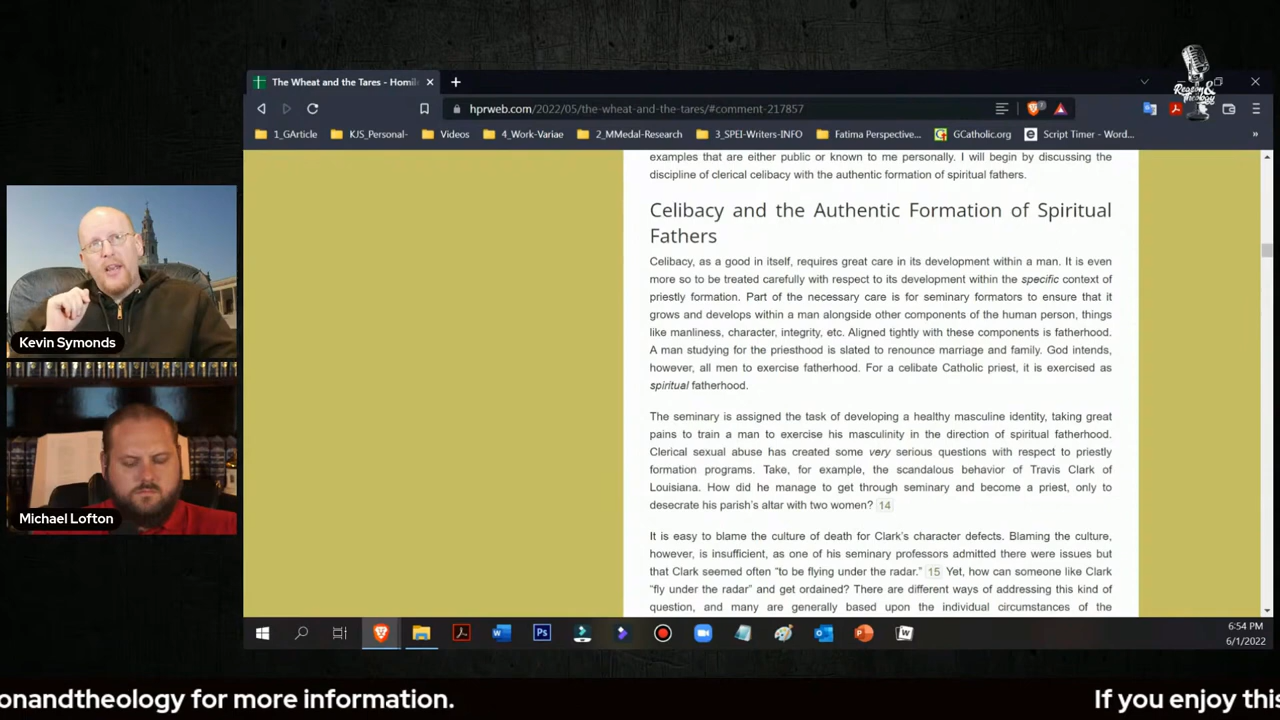 The Wheat and the Tares - Homil
hprweb.com/2022/05/the-wheat-and-the-tares/#comment-217857
Reason &
Theology
1_GArticle
KJS_Personal-
Videos
4_Work-Variae
2_MMedal-Research
3_SPEI-Writers-INFO
Fatima Perspective...
GCatholic.org
Script Timer - Word...
»
examples that are either public or known to me personally. I will begin by discussing the
discipline of clerical celibacy with the authentic formation of spiritual fathers.
Celibacy and the Authentic Formation of Spiritual
Fathers
Celibacy, as a good in itself, requires great care in its development within a man. It is even
more so to be treated carefully with respect to its development within the specific context of
priestly formation. Part of the necessary care is for seminary formators to ensure that it
grows and develops within a man alongside other components of the human person, things
like manliness, character, integrity, etc. Aligned tightly with these components is fatherhood.
A man studying for the priesthood is slated to renounce marriage and family. God intends,
however, all men to exercise fatherhood. For a celibate Catholic priest, it is exercised as
spiritual fatherhood.
The seminary is assigned the task of developing a healthy masculine identity, taking great
pains to train a man to exercise his masculinity in the direction of spiritual fatherhood.
Clerical sexual abuse has created some very serious questions with respect to priestly
formation programs. Take, for example, the scandalous behavior of Travis Clark of
Louisiana. How did he manage to get through seminary and become a priest, only to
desecrate his parish's altar with two women? 14
It is easy to blame the culture of death for Clark's character defects. Blaming the culture,
however, is insufficient, as one of his seminary professors admitted there were issues but
that Clark seemed often "to be flying under the radar." 15 Yet, how can someone like Clark
"fly under the radar" and get ordained? There are different ways of addressing this kind of
question, and many are generally based upon the individual circumstances of the
Kevin Symonds
Michael Lofton
6:54 PM
6/1/2022
onandtheology for more information.
If you enjoy this